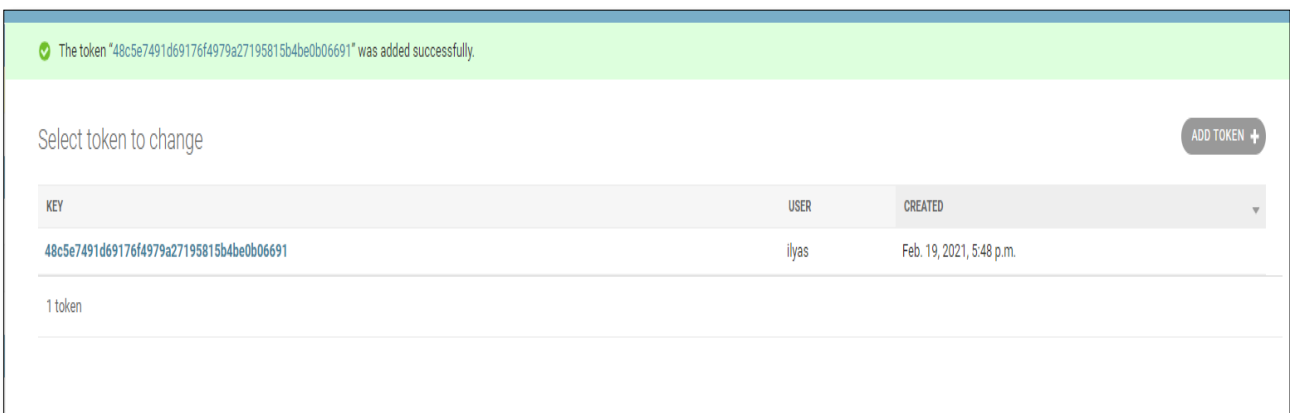 The token “48c5e7491d69176f4979a27195815b4be0b06691” was added successfully.
Select token to change
ADD TOKEN +
KEY USER CREATED
48c5e7491d69176f4979a27195815b4be0b06691 ilyas Feb. 19, 2021, 5:48 p.m.
1 token